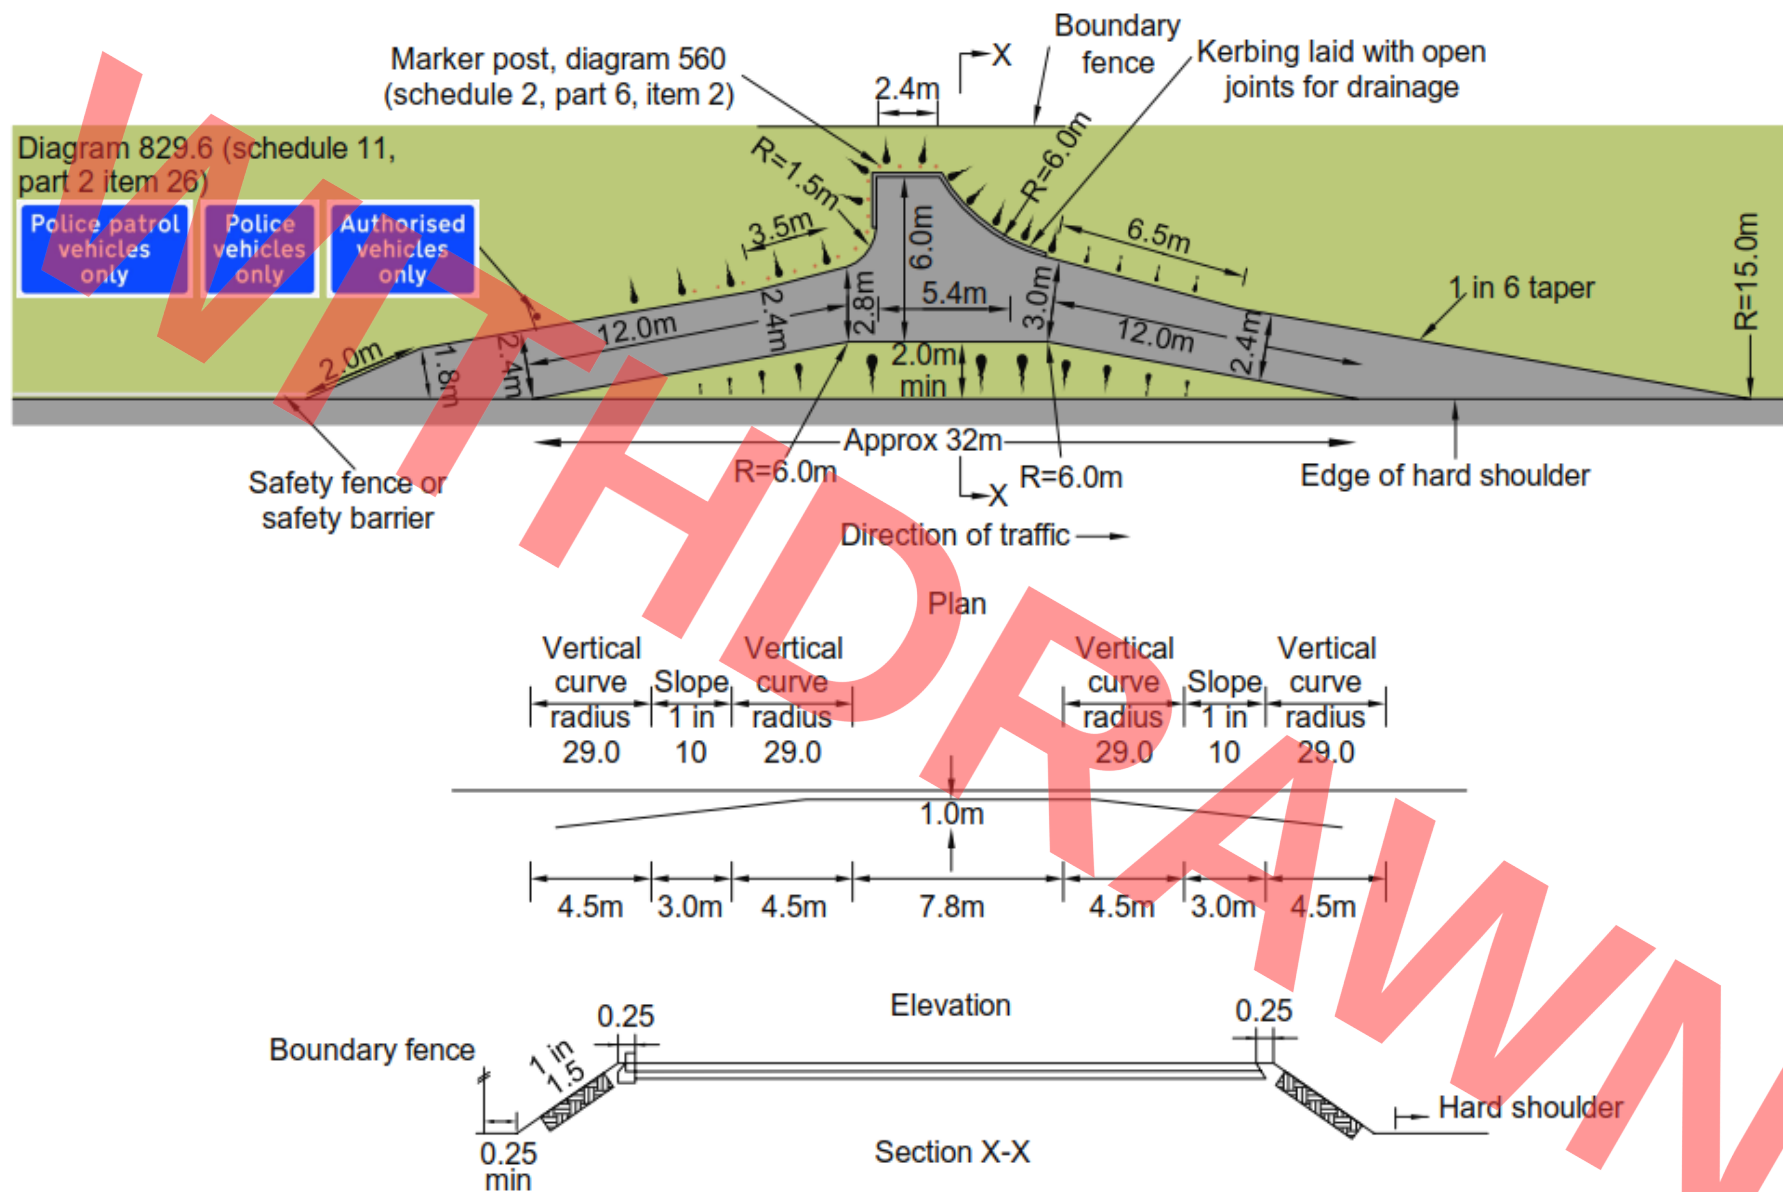 Boundary
fence
Marker post, diagram 560
(schedule 2, part 6, item 2)
X
Kerbing laid with open
joints for drainage
2.4m
Diagram 829.6 (schedule 11,
part 2 item 26)
Police patrol
vehicles
only
Police
vehicles
only
Authorised
vehicles
only
R=1.5m
R=6.0m
3.5m
6.0m
6.5m
R=15.0m
2.8m
5.4m
3.0m
1 in 6 taper
12.0m
2.4m
12.0m
2.4m
2.0m
1.8m
2.4m
2.0m
min
Approx 32m
R=6.0m
R=6.0m
Edge of hard shoulder
Safety fence or
safety barrier
X
Direction of traffic
Plan
Vertical
curve
radius
29.0
Slope
1 in
10
Vertical
curve
radius
29.0
Vertical
curve
radius
29.0
Slope
1 in
10
Vertical
curve
radius
29.0
1.0m
4.5m 3.0m 4.5m 7.8m 4.5m 3.0m 4.5m
Elevation
0.25
0.25
Boundary fence
1 in
1.5
Hard shoulder
0.25
min
Section X-X
WITHDRAWN